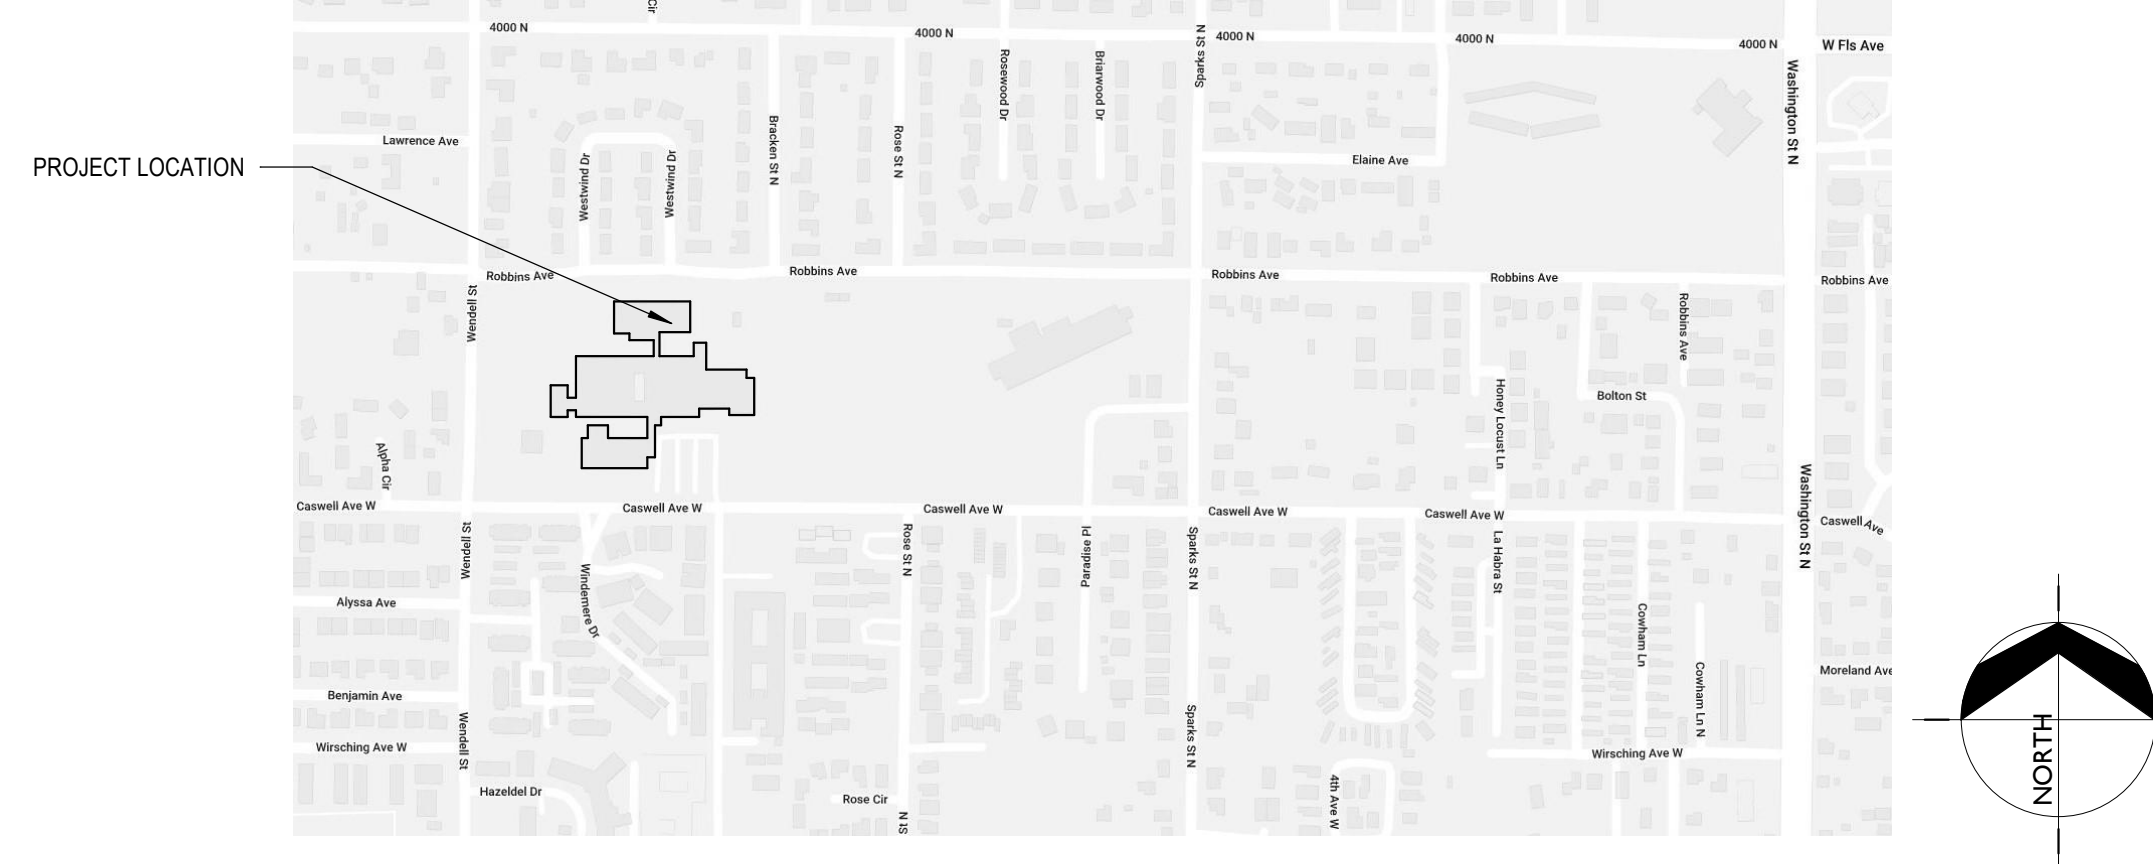 Cir
4000 N
4000 N
Sparks St N
4000 N
4000 N
4000 N
W Fls Ave
Rosewood Dr
Briarwood Dr
Washington St N
Lawrence Ave
Bracken St N
Rose St N
Westwind Dr
Westwind Dr
Elaine Ave
PROJECT LOCATION
Robbins Ave
Robbins Ave
Robbins Ave
Robbins Ave
Robbins Ave
Wendell St
Robbins Ave
Honey Locust Ln
Bolton St
Alpha Cir
Washington St N
Caswell Ave W
Caswell Ave W
Caswell Ave W
Caswell Ave W
Caswell Ave W
Caswell Ave
Wendell St
Rose St N
Paradise Pl
Sparks St N
La Habra St
Windemere Dr
Alyssa Ave
Cowham Ln
Cowham Ln N
Moreland Ave
Benjamin Ave
Wendell St
Sparks St N
NORTH
Wirsching Ave W
Wirsching Ave W
Hazeldel Dr
Rose Cir
4th Ave W
St N